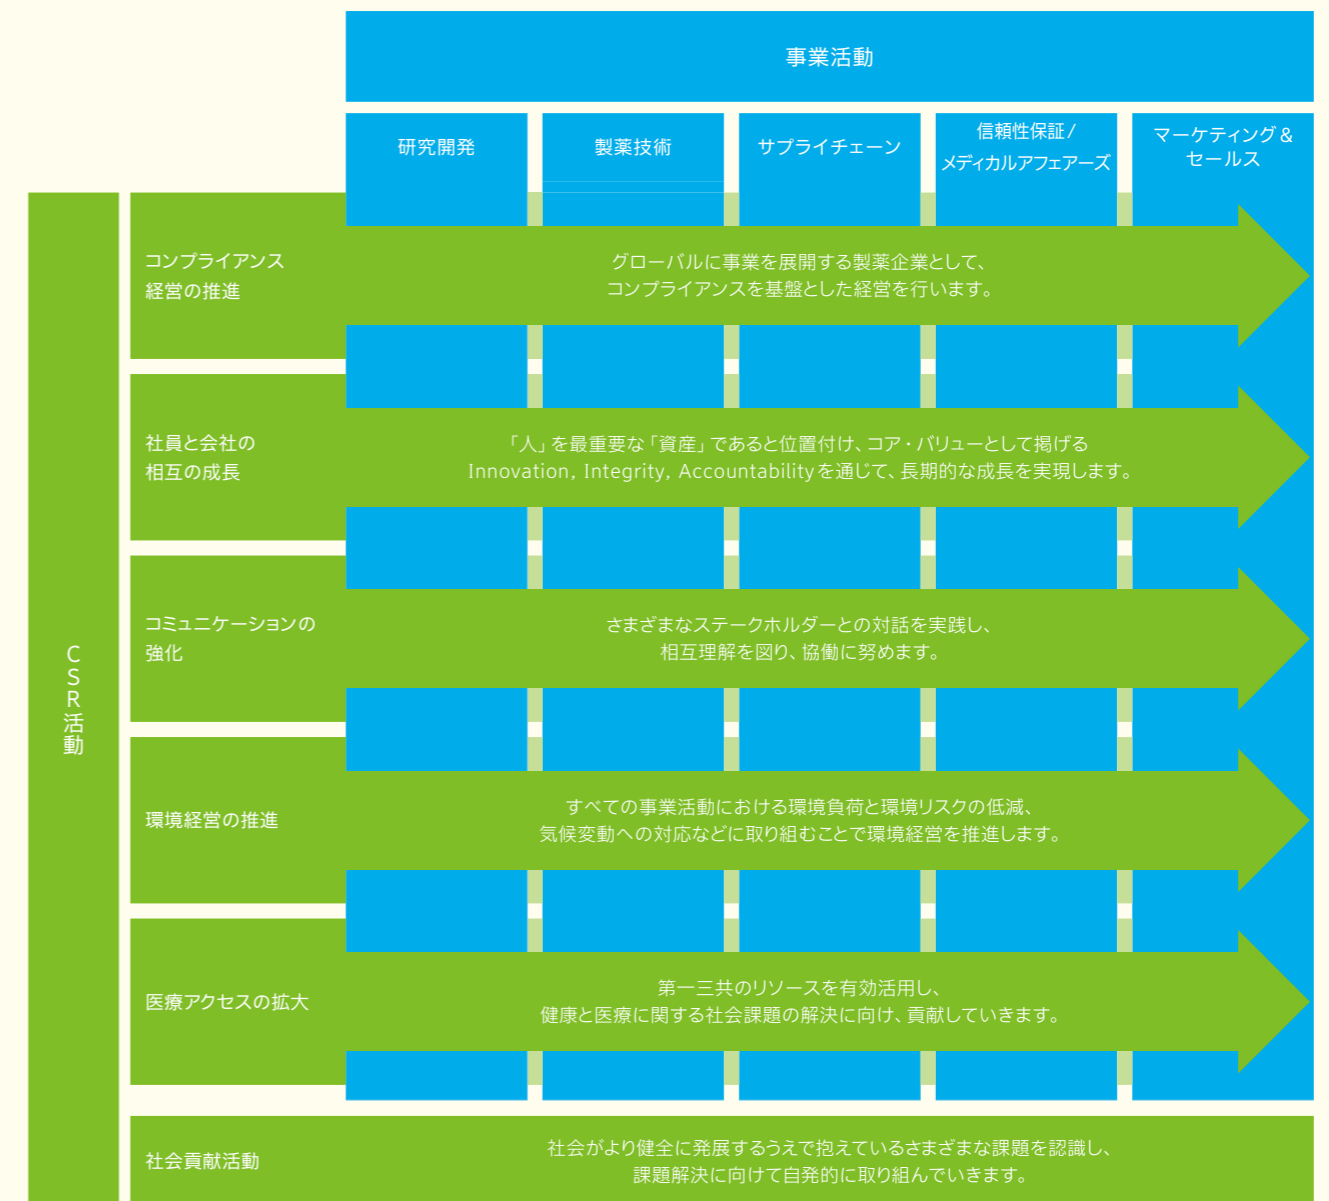 事業活動
研究開発
製薬技術
サプライチェーン
信頼性保証/
メディカルアフェアーズ
マーケティング&
セールス
CSR活動
コンプライアンス
経営の推進
グローバルに事業を展開する製薬企業として、
コンプライアンスを基盤とした経営を行います。
社員と会社の
相互の成長
「人」を最重要な「資産」であると位置付け、コア・バリューとして掲げる
Innovation, Integrity, Accountabilityを通じて、長期的な成長を実現します。
コミュニケーションの
強化
さまざまなステークホルダーとの対話を実践し、
相互理解を図り、協働に努めます。
環境経営の推進
すべての事業活動における環境負荷と環境リスクの低減、
気候変動への対応などに取り組むことで環境経営を推進します。
医療アクセスの拡大
第一三共のリソースを有効活用し、
健康と医療に関する社会課題の解決に向け、貢献していきます。
社会貢献活動
社会がより健全に発展するうえで抱えているさまざまな課題を認識し、
課題解決に向けて自発的に取り組んでいきます。